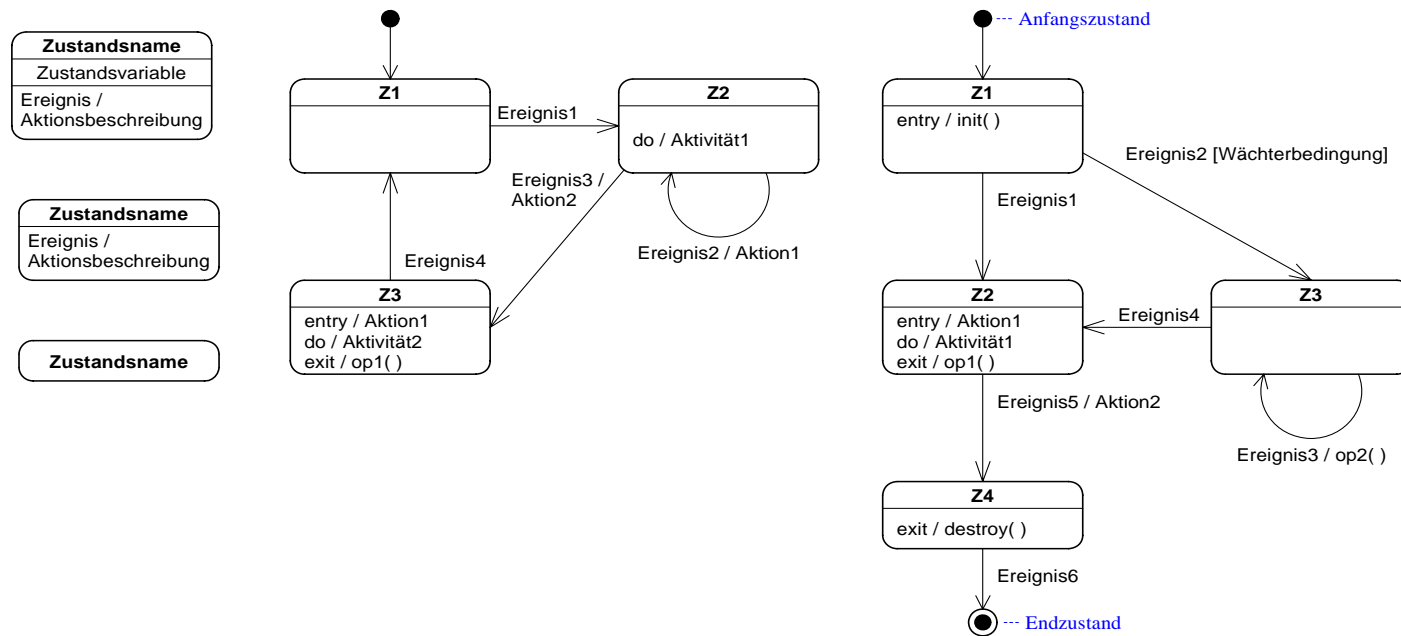 Zustandsname
Zustandsvariable
Ereignis /
Aktionsbeschreibung
Zustandsname
Ereignis /
Aktionsbeschreibung
Zustandsname
Z1
Ereignis1
Z2
do / Aktivität1
Ereignis3 /
Aktion2
Ereignis2 / Aktion1
Ereignis4
Z3
entry / Aktion1
do / Aktivität2
exit / op1( )
--- Anfangszustand
Z1
entry / init( )
Ereignis2 [Wächterbedingung]
Ereignis1
Z2
entry / Aktion1
do / Aktivität1
exit / op1( )
Ereignis4
Z3
Ereignis3 / op2( )
Ereignis5 / Aktion2
Z4
exit / destroy( )
Ereignis6
--- Endzustand